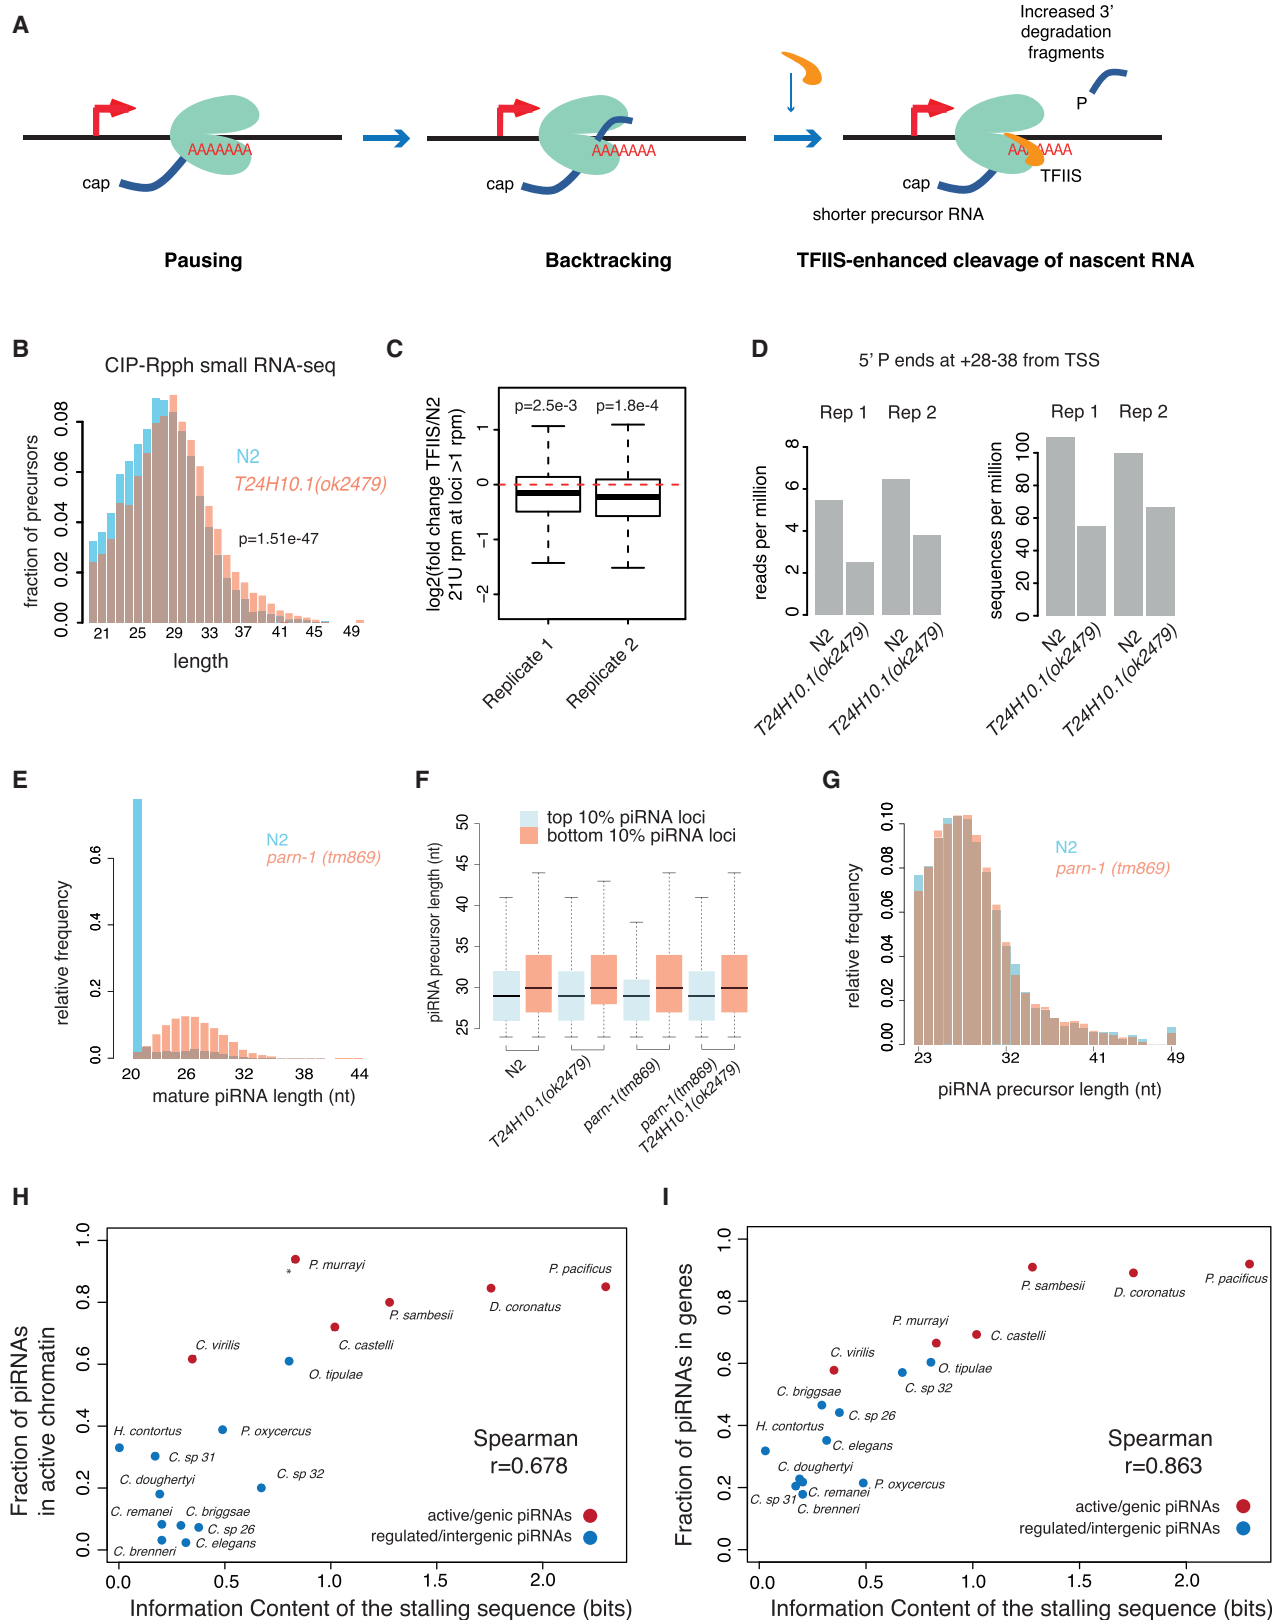 A
Increased 3’
degradation
fragments
P
AAAAAAA
cap
AAAAAAA
cap
AAAAAAA
TFIIS
cap
shorter precursor RNA
Pausing
Backtracking
TFIIS-enhanced cleavage of nascent RNA
B
CIP-Rpph small RNA-seq
fraction of precursors
0.00 0.02 0.04 0.06 0.08
N2
T24H10.1(ok2479)
p=1.51e-47
21 25 29 33 37 41 45 49
length
C
log2(fold change TFIIS/N2
21U rpm at loci >1 rpm)
-2 -1 0 1
p=2.5e-3 p=1.8e-4
Replicate 1
Replicate 2
D
5’ P ends at +28-38 from TSS
Rep 1 Rep 2
reads per million
0 2 4 6 8
N2
T24H10.1(ok2479)
N2
T24H10.1(ok2479)
Rep 1 Rep 2
sequences per million
0 20 40 60 80 100
N2
T24H10.1(ok2479)
N2
T24H10.1(ok2479)
E
relative frequency
0.0 0.2 0.4 0.6
N2
parn-1 (tm869)
20 26 32 38 44
mature piRNA length (nt)
F
top 10% piRNA loci
bottom 10% piRNA loci
piRNA precursor length (nt)
25 30 35 40 45 50
N2
T24H10.1(ok2479)
parn-1(tm869)
parn-1(tm869)
T24H10.1(ok2479)
G
relative frequency
0.00 0.02 0.04 0.06 0.08 0.10
N2
parn-1 (tm869)
23 32 41 49
piRNA precursor length (nt)
H
Fraction of piRNAs
in active chromatin
0.0 0.2 0.4 0.6 0.8 1.0
P. murrayi
*
P. pacificus
D. coronatus
P. sambesii
C. castelli
C. virilis
O. tipulae
H. contortus
P. oxycercus
C. sp 31
C. sp 32
C. doughertyi
C. remanei
C. briggsae
C. sp 26
C. elegans
C. brenneri
Spearman
r=0.678
active/genic piRNAs
regulated/intergenic piRNAs
0.0 0.5 1.0 1.5 2.0
Information Content of the stalling sequence (bits)
I
Fraction of piRNAs in genes
0.0 0.2 0.4 0.6 0.8 1.0
P. pacificus
P. sambesii
D. coronatus
P. murrayi
C. castelli
C. virilis
O. tipulae
C. sp 32
C. briggsae
C. sp 26
H. contortus
C. elegans
C. doughertyi
P. oxycercus
C. remanei
C. sp 31
C. brenneri
Spearman
r=0.863
active/genic piRNAs
regulated/intergenic piRNAs
0.0 0.5 1.0 1.5 2.0
Information Content of the stalling sequence (bits)